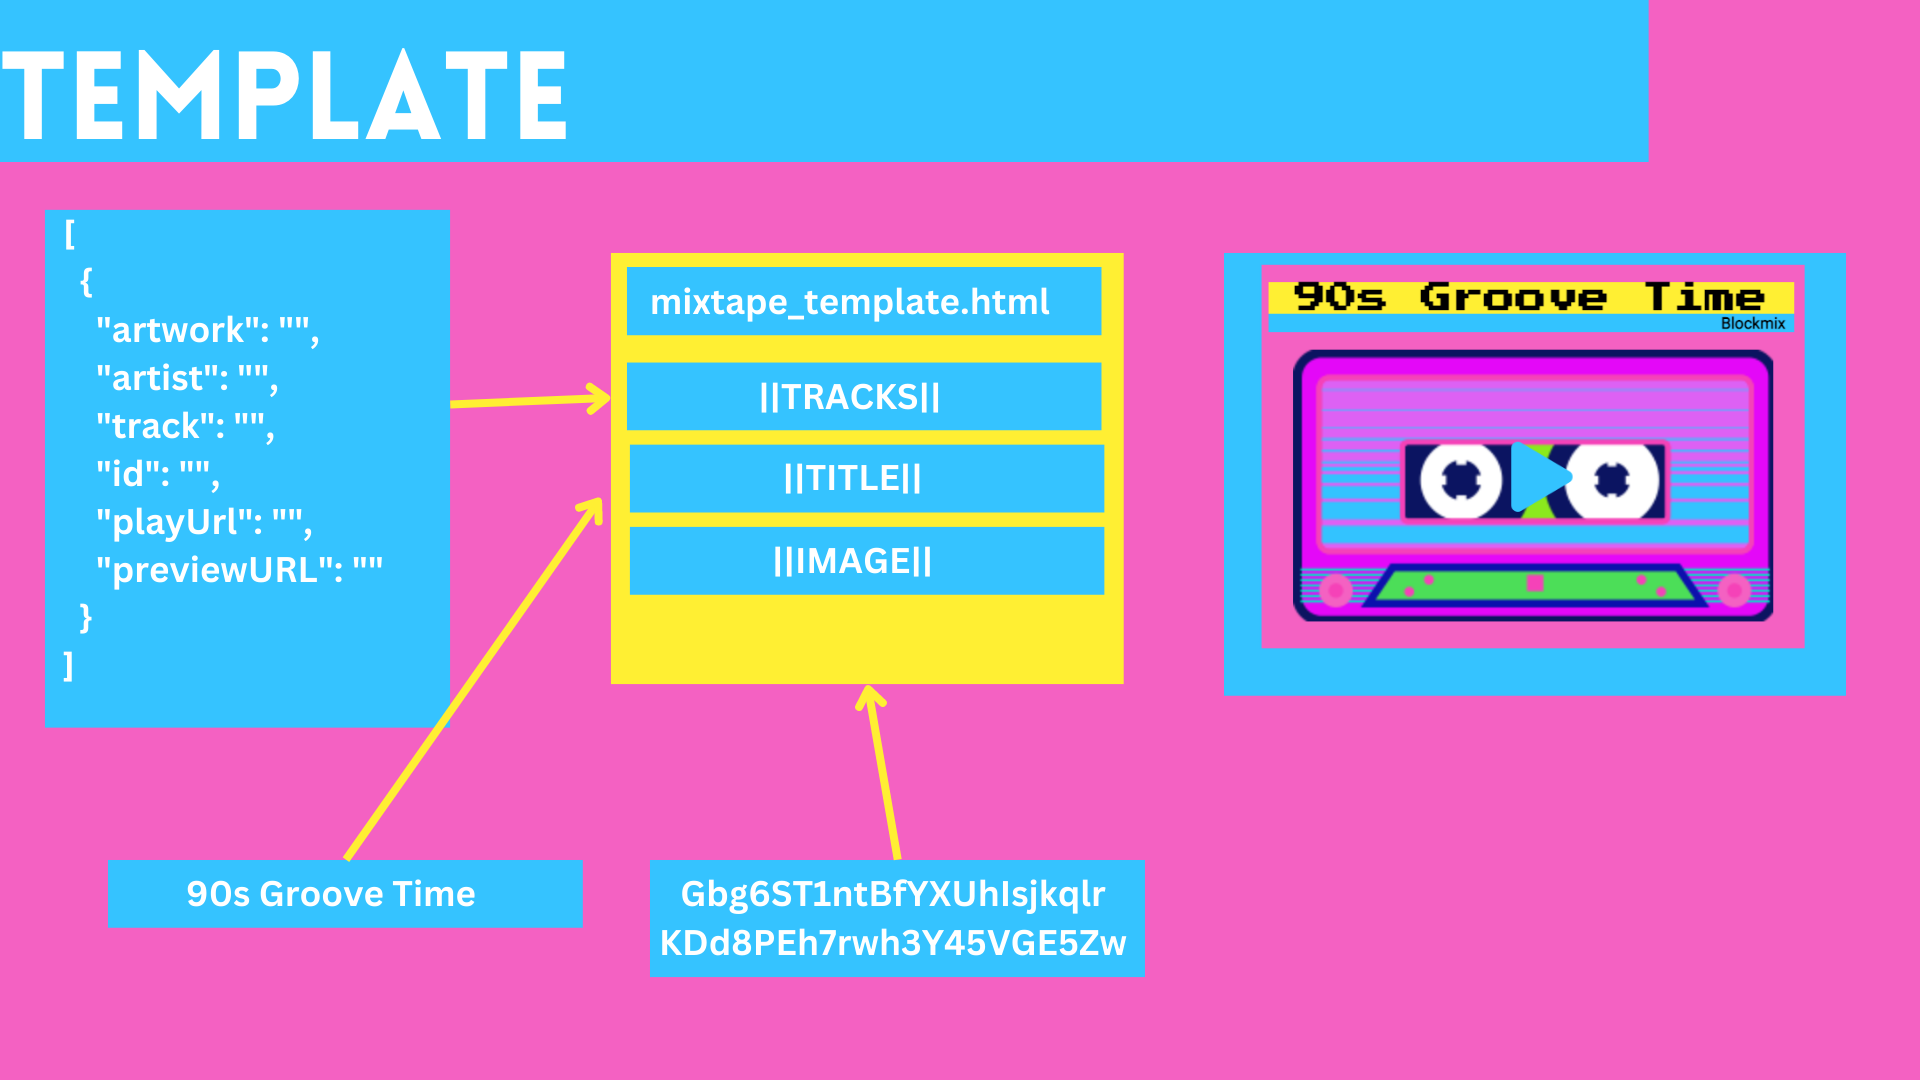 TEMPLATE
[
{
"artwork": "",
"artist": "",
"track": "",
"id": "",
"playUrl": "",
"previewURL": ""
}
]
mixtape_template.html
||TRACKS||
||TITLE||
||IMAGE||
90s Groove Time
Blockmix
90s Groove Time
Gbg6ST1ntBfYXUhIsjkqlr
KDd8PEh7rwh3Y45VGE5Zw